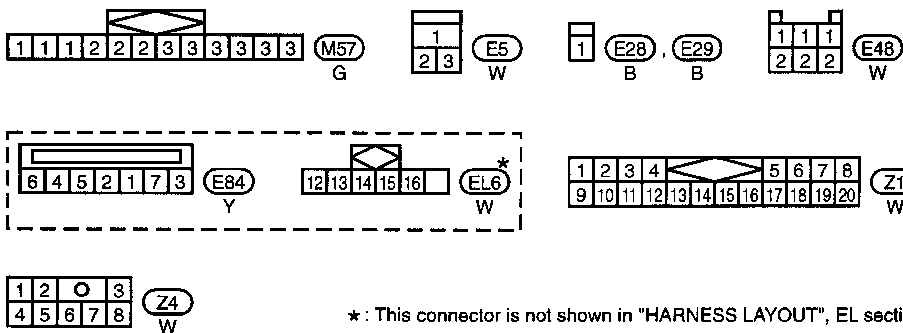 1 1 1 2 2 2 3 3 3 3 3 3 M57
G
1
2 3 E5
W
1 E28 , E29
B B
1 1 1
2 2 2 E48
W
6 4 5 2 1 7 3 E84
Y
*
12 13 14 15 16 EL6
W
1 2 3 4 5 6 7 8
9 10 11 12 13 14 15 16 17 18 19 20 Z1
W
1 2 3
4 5 6 7 8 Z4
W
* : This connector is not shown in "HARNESS LAYOUT", EL secti